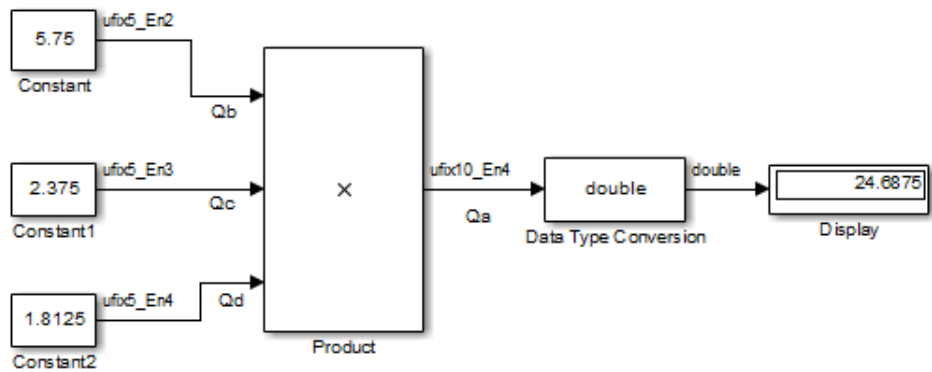 5.75
ufix5_En2
Constant
Qb
2.375
ufix5_En3
Constant1
Qc
1.8125
ufix5_En4
Constant2
Qd
×
Product
ufix10_En4
Qa
double
Data Type Conversion
double
24.6875
Display